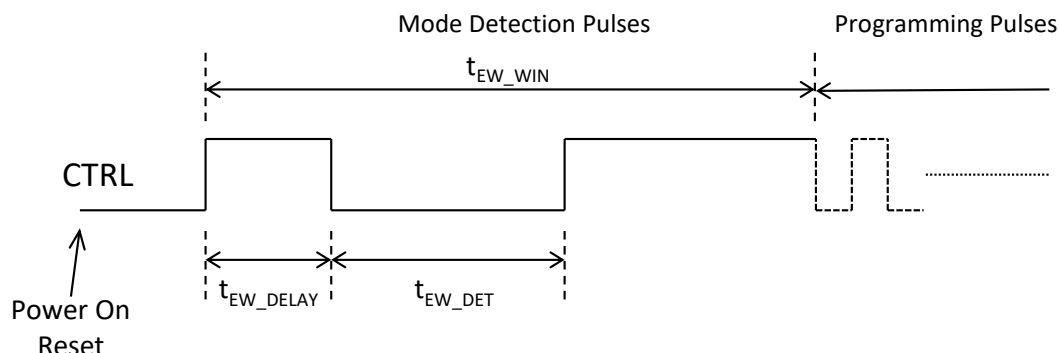 Mode Detection Pulses
Programming Pulses
tEW_WIN
CTRL
tEW_DELAY
tEW_DET
Power On
Reset